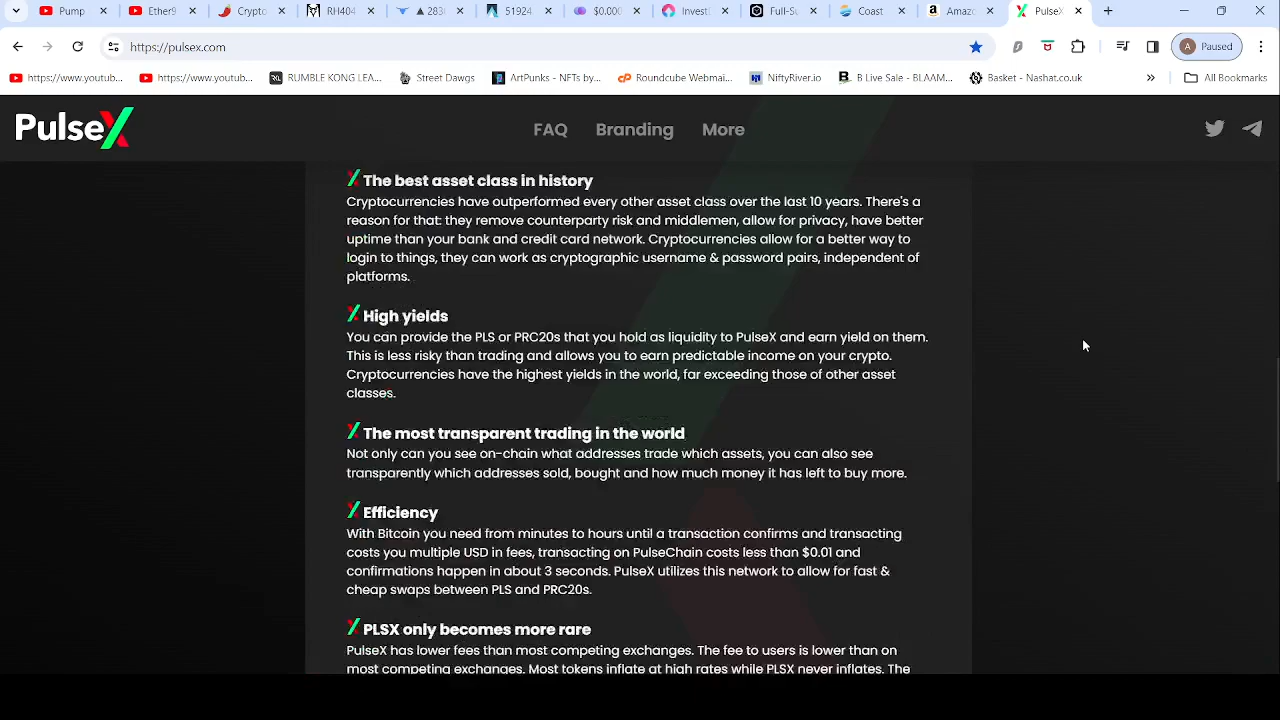 Pump
Ether9
Crypto
RH404
▲ 2830
51924
$0.000
Invest
Full-Su
Coast
Amazo
PulseX
https://pulsex.com
A Paused
https://www.youtub...
https://www.youtub...
RUMBLE KONG LEA...
Street Dawgs
ArtPunks - NFTs by...
Roundcube Webmai...
NiftyRiver.io
B Live Sale - BLAAM...
Basket - Nashat.co.uk
All Bookmarks
PulseX
FAQ
Branding
More
The best asset class in history
Cryptocurrencies have outperformed every other asset class over the last 10 years. There's a
reason for that: they remove counterparty risk and middlemen, allow for privacy, have better
uptime than your bank and credit card network. Cryptocurrencies allow for a better way to
login to things, they can work as cryptographic username & password pairs, independent of
platforms.
High yields
You can provide the PLS or PRC20s that you hold as liquidity to PulseX and earn yield on them.
This is less risky than trading and allows you to earn predictable income on your crypto.
Cryptocurrencies have the highest yields in the world, far exceeding those of other asset
classes.
The most transparent trading in the world
Not only can you see on-chain what addresses trade which assets, you can also see
transparently which addresses sold, bought and how much money it has left to buy more.
Efficiency
With Bitcoin you need from minutes to hours until a transaction confirms and transacting
costs you multiple USD in fees, transacting on PulseChain costs less than $0.01 and
confirmations happen in about 3 seconds. PulseX utilizes this network to allow for fast &
cheap swaps between PLS and PRC20s.
PLSX only becomes more rare
PulseX has lower fees than most competing exchanges. The fee to users is lower than on
most competing exchanges. Most tokens inflate at high rates while PLSX never inflates. The